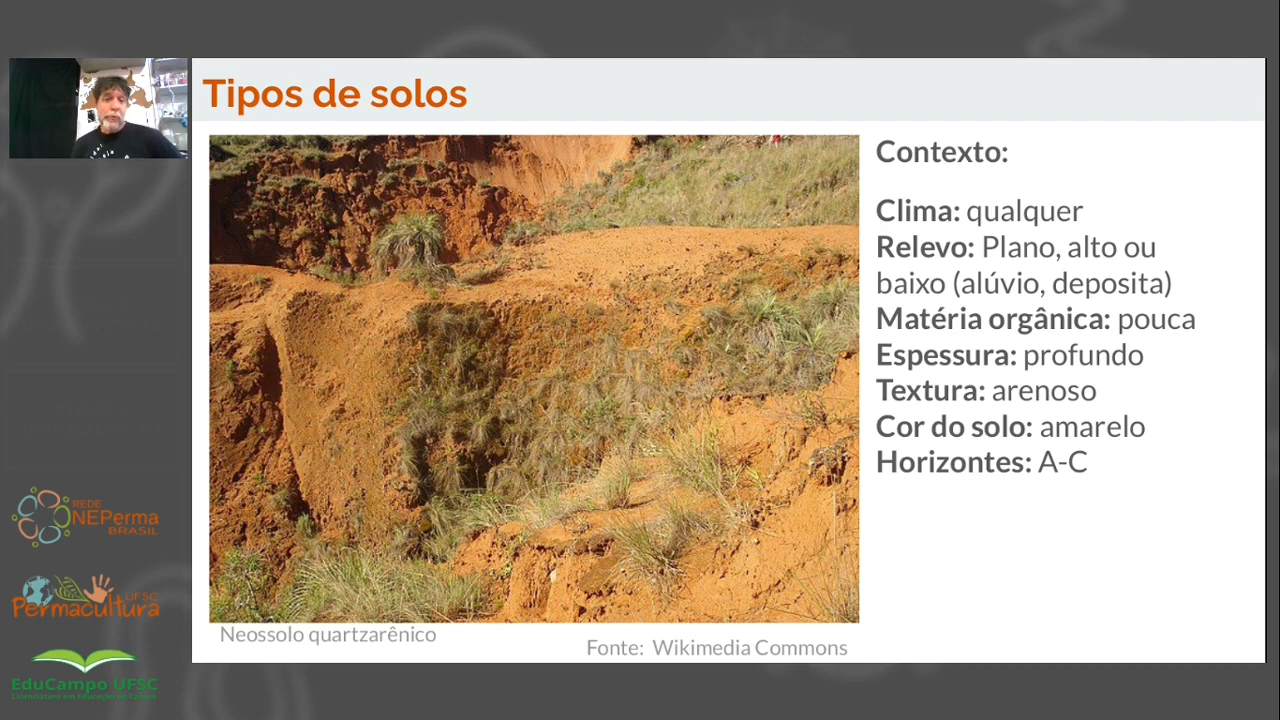 Tipos de solos
Contexto:
Clima: qualquer
Relevo: Plano, alto ou
baixo (alúvio, deposita)
Matéria orgânica: pouca
Espessura: profundo
Textura: arenoso
Cor do solo: amarelo
Horizontes: A-C
Neossolo quartzarênico
Fonte: Wikimedia Commons
REDE
NEPerma
BRASIL
UFSC
Permacultura
EduCampo UFSC
Licenciatura em Educação do Campo